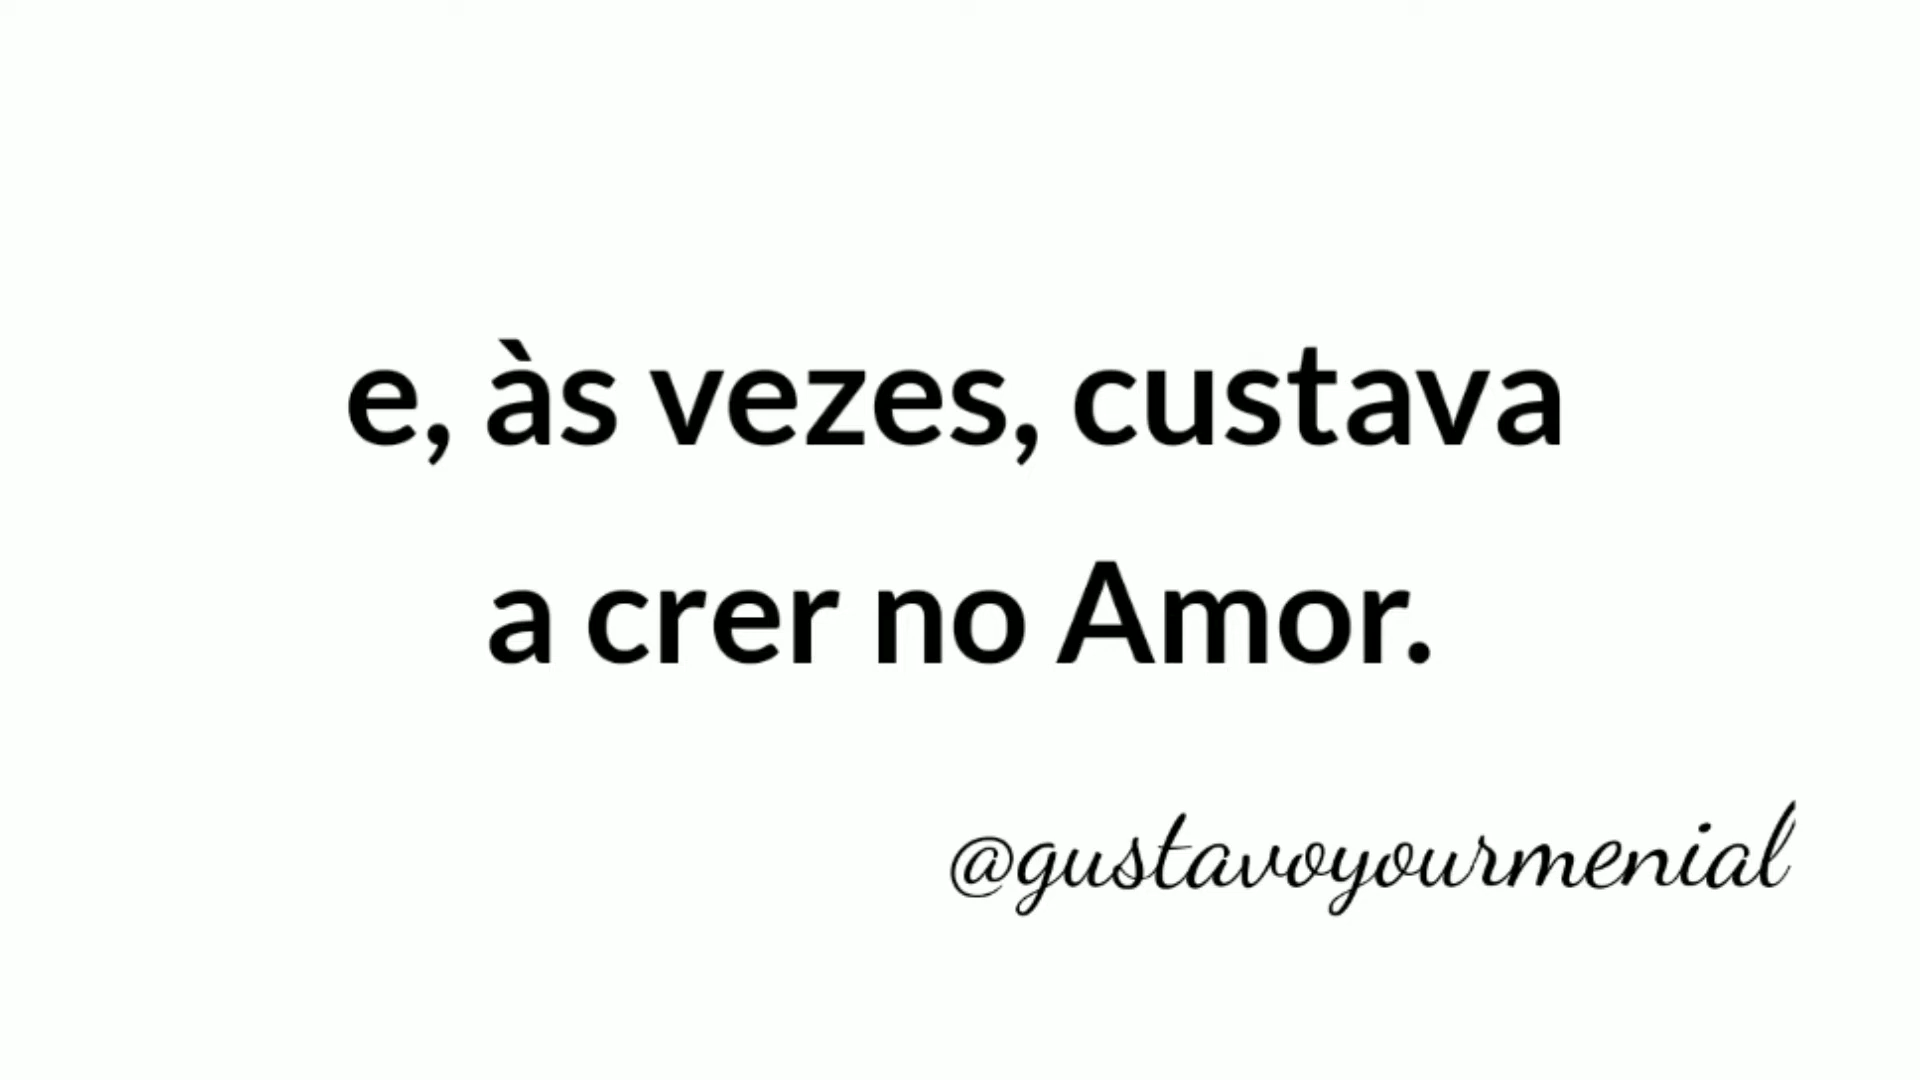 e, às vezes, custava
a crer no Amor.
@gustavoyourmenial